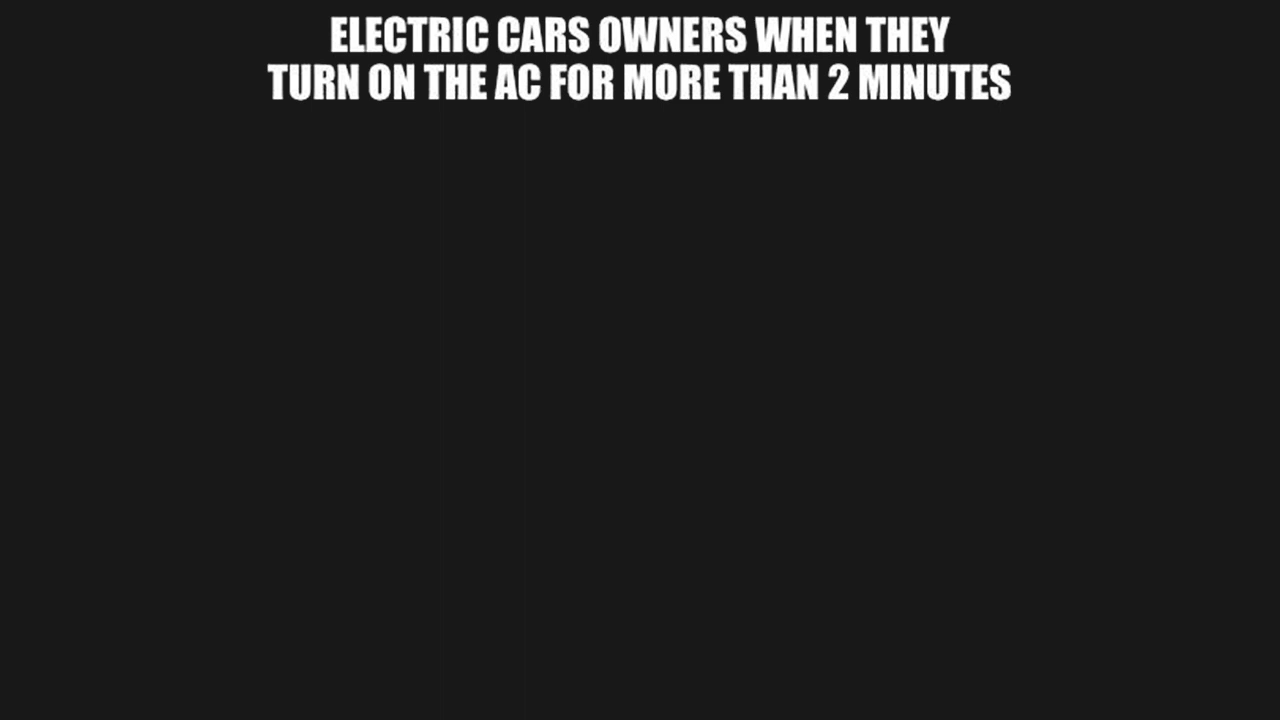 ELECTRIC CARS OWNERS WHEN THEY
TURN ON THE AC FOR MORE THAN 2 MINUTES